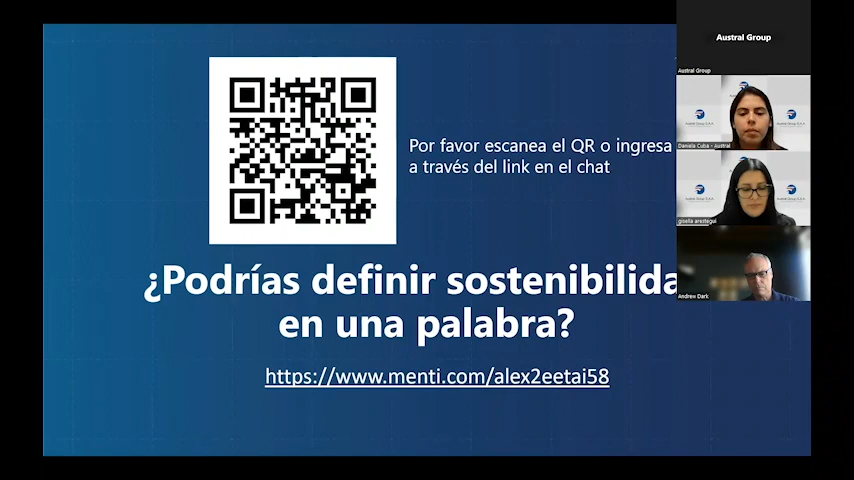 Por favor escanea el QR o ingresa
a través del link en el chat
¿Podrías definir sostenibilida
en una palabra?
https://www.menti.com/alex2eetai58
Austral Group
Austral Group
Daniela Cuba - Austral
gisella aristegui
Andrew Dark